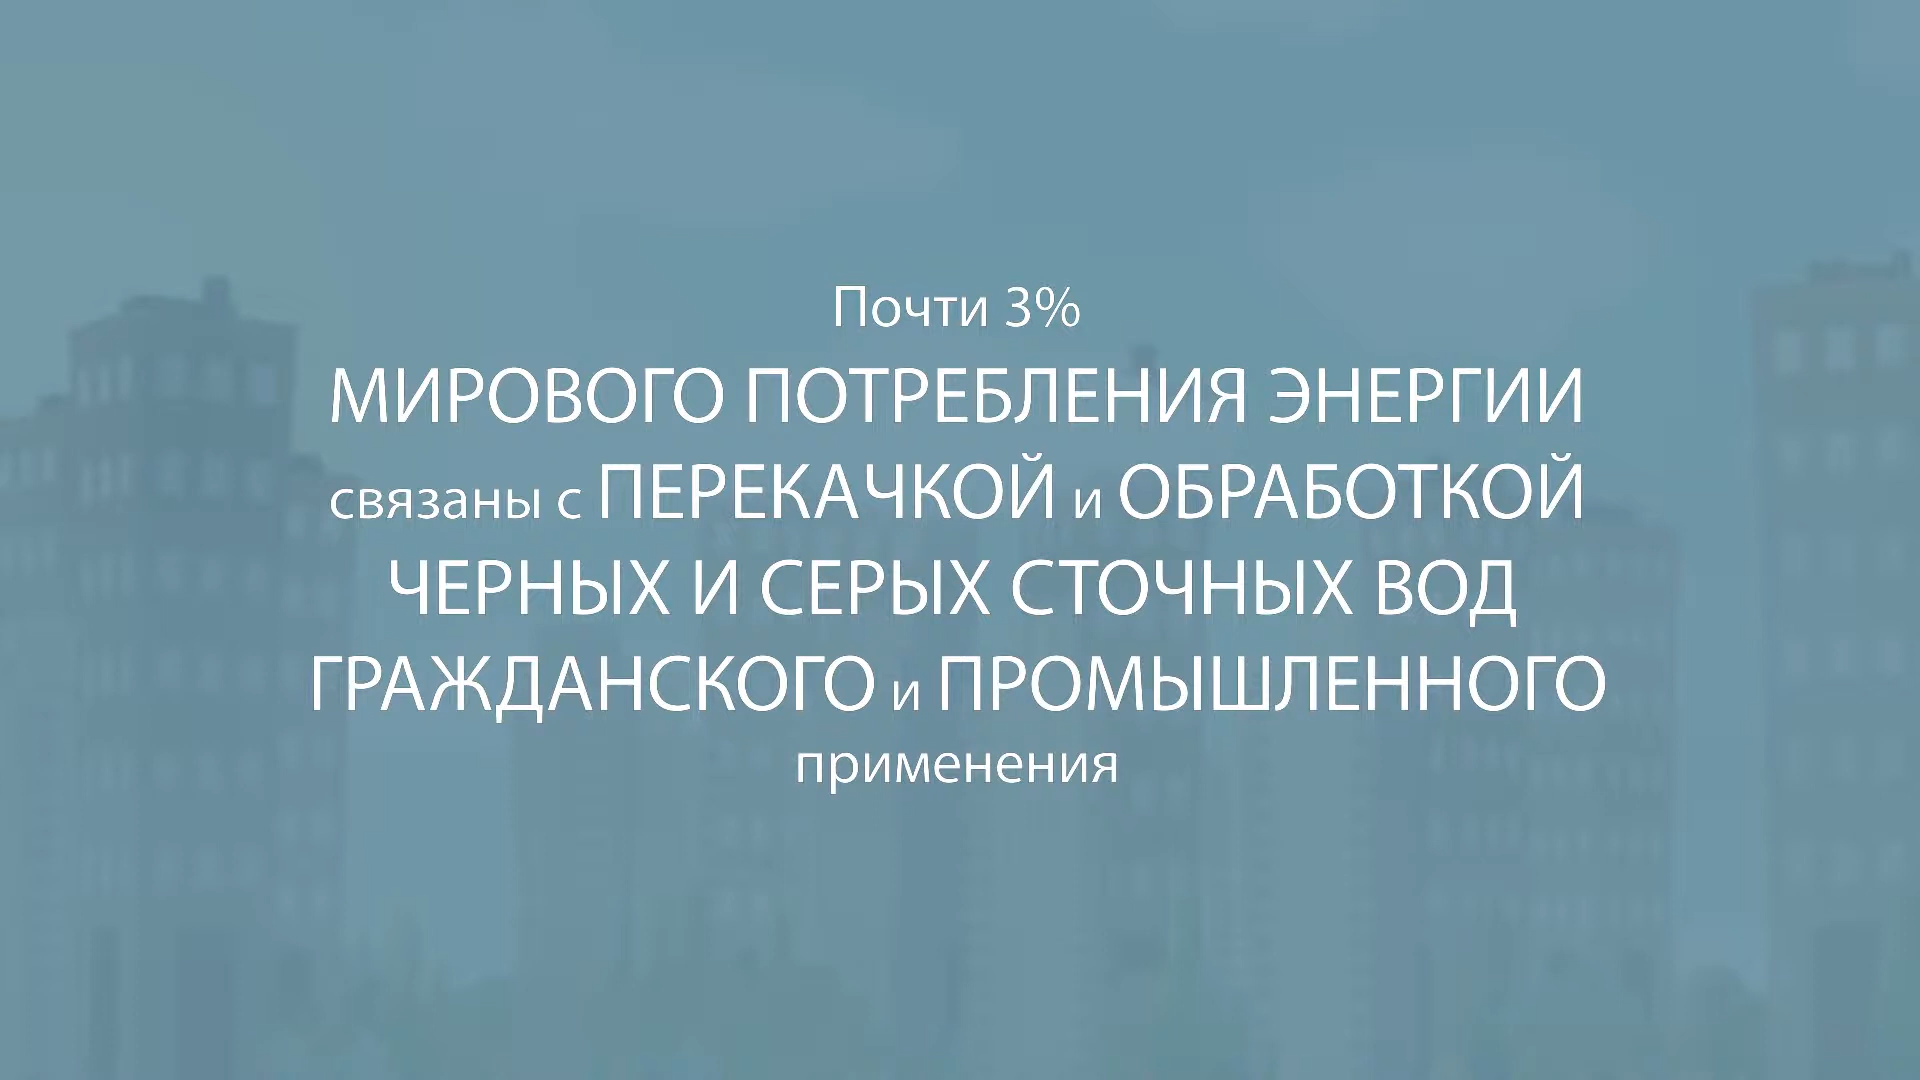 Почти 3%
МИРОВОГО ПОТРЕБЛЕНИЯ ЭНЕРГИИ
связаны с ПЕРЕКАЧКОЙ и ОБРАБОТКОЙ
ЧЕРНЫХ И СЕРЫХ СТОЧНЫХ ВОД
ГРАЖДАНСКОГО и ПРОМЫШЛЕННОГО
применения